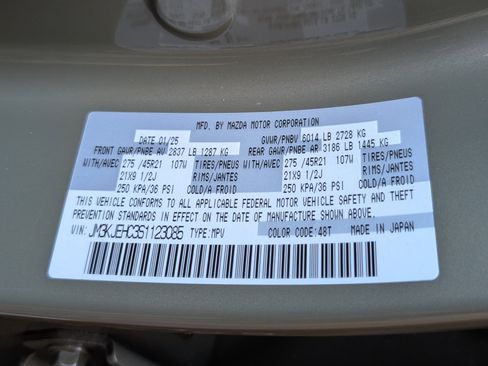 MFD. BY MAZDA MOTOR CORPORATION
DATE 01/25 GVWR/PNBV 6014 LB 2728 KG
FRONT GAWR/PNBE AV 2837 LB 1287 KG REAR GAWR/PNBE AR 3186 LB 1445 KG
WITH/AVEC 275 /45R21 107W TIRES/PNEUS WITH/AVEC 275 /45R21 107W TIRES/PNEUS
21X9 1/2J RIMS/JANTES 21X9 1/2J RIMS/JANTES
250 KPA/36 PSI COLD/A FROID 250 KPA/36 PSI COLD/A FROID
THIS VEHICLE CONFORMS TO ALL APPLICABLE FEDERAL MOTOR VEHICLE SAFETY AND THEFT
PREVENTION STANDARDS IN EFFECT ON THE DATE OF MANUFACTURE SHOWN ABOVE.
VIN: JM3KJEHC3S1123085 TYPE: MPV
COLOR CODE: 48T MADE IN JAPAN